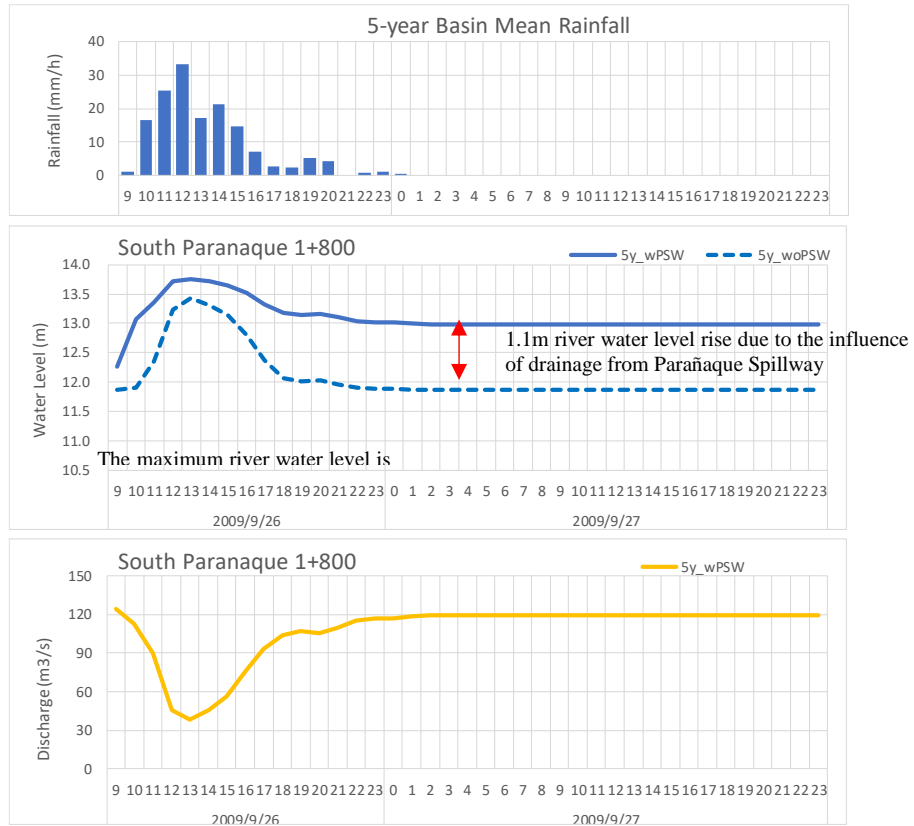 5-year Basin Mean Rainfall
Rainfall (mm/h)
40
30
20
10
0
9 10 11 12 13 14 15 16 17 18 19 20 21 22 23 0 1 2 3 4 5 6 7 8 9 10 11 12 13 14 15 16 17 18 19 20 21 22 23
South Paranaque 1+800
5y_wPSW 5y_woPSW
Water Level (m)
14.0
13.5
13.0
12.5
12.0
11.5
11.0
10.5
1.1m river water level rise due to the influence
of drainage from Parañaque Spillway
The maximum river water level is
9 10 11 12 13 14 15 16 17 18 19 20 21 22 23 0 1 2 3 4 5 6 7 8 9 10 11 12 13 14 15 16 17 18 19 20 21 22 23
2009/9/26 2009/9/27
South Paranaque 1+800
5y_wPSW
Discharge (m3/s)
150
120
90
60
30
0
9 10 11 12 13 14 15 16 17 18 19 20 21 22 23 0 1 2 3 4 5 6 7 8 9 10 11 12 13 14 15 16 17 18 19 20 21 22 23
2009/9/26 2009/9/27